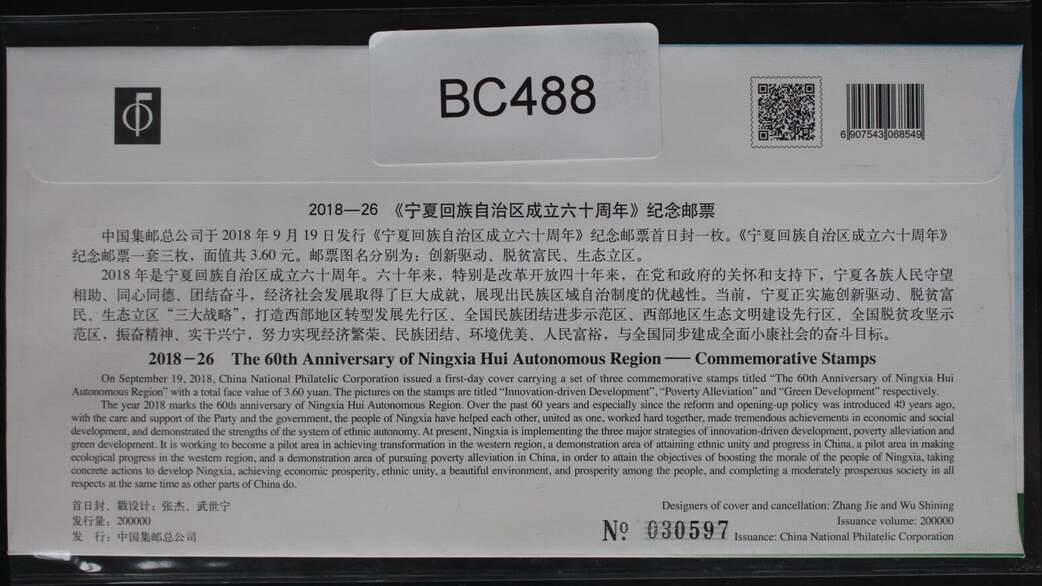 BC488
6 907543 068549
2018—26 《宁夏回族自治区成立六十周年》纪念邮票
中国集邮总公司于 2018 年 9 月 19 日发行《宁夏回族自治区成立六十周年》纪念邮票首日封一枚。《宁夏回族自治区成立六十周年》
纪念邮票一套三枚，面值共 3.60 元。邮票图名分别为：创新驱动、脱贫富民、生态立区。
2018 年是宁夏回族自治区成立六十周年。六十年来，特别是改革开放四十年来，在党和政府的关怀和支持下，宁夏各族人民守望
相助、同心同德、团结奋斗，经济社会发展取得了巨大成就，展现出民族区域自治制度的优越性。当前，宁夏正实施创新驱动、脱贫富
民、生态立区“三大战略”，打造西部地区转型发展先行区、全国民族团结进步示范区、西部地区生态文明建设先行区、全国脱贫攻坚示
范区，振奋精神、实干兴宁，努力实现经济繁荣、民族团结、环境优美、人民富裕，与全国同步建成全面小康社会的奋斗目标。
2018－26 The 60th Anniversary of Ningxia Hui Autonomous Region — Commemorative Stamps
On September 19, 2018, China National Philatelic Corporation issued a first-day cover carrying a set of three commemorative stamps titled “The 60th Anniversary of Ningxia Hui
Autonomous Region” with a total face value of 3.60 yuan. The pictures on the stamps are titled “Innovation-driven Development”, “Poverty Alleviation” and “Green Development” respectively.
The year 2018 marks the 60th anniversary of Ningxia Hui Autonomous Region. Over the past 60 years and especially since the reform and opening-up policy was introduced 40 years ago,
with the care and support of the Party and the government, the people of Ningxia have helped each other, united as one, worked hard together, made tremendous achievements in economic and social
development, and demonstrated the strengths of the system of ethnic autonomy. At present, Ningxia is implementing the three major strategies of innovation-driven development, poverty alleviation and
green development. It is working to become a pilot area in achieving transformation in the western region, a demonstration area of attaining ethnic unity and progress in China, a pilot area in making
ecological progress in the western region, and a demonstration area of pursuing poverty alleviation in China, in order to attain the objectives of boosting the morale of the people of Ningxia, taking
concrete actions to develop Ningxia, achieving economic prosperity, ethnic unity, a beautiful environment, and prosperity among the people, and completing a moderately prosperous society in all
respects at the same time as other parts of China do.
首日封、戳设计：张杰、武世宁
发行量：200000
发 行：中国集邮总公司
Designers of cover and cancellation: Zhang Jie and Wu Shining
Issuance volume: 200000
Nº 030597 Issuance: China National Philatelic Corporation